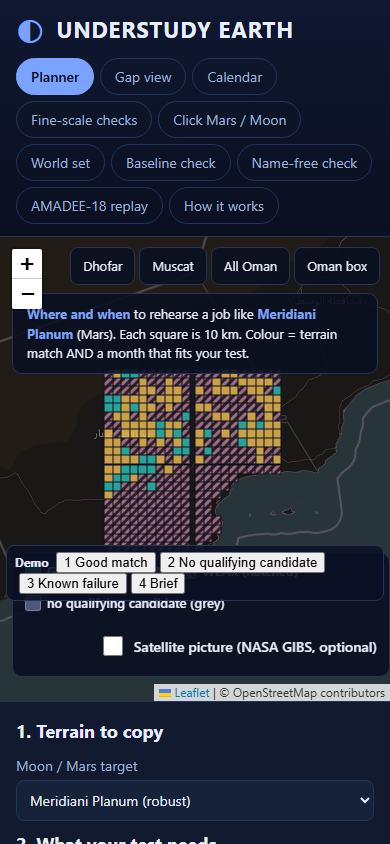 UNDERSTUDY EARTH
Planner
Gap view
Calendar
Fine-scale checks
Click Mars / Moon
World set
Baseline check
Name-free check
AMADEE-18 replay
How it works
+
−
Dhofar
Muscat
All Oman
Oman box
Where and when to rehearse a job like Meridiani
Planum (Mars). Each square is 10 km. Colour = terrain
match AND a month that fits your test.
Demo
1 Good match
2 No qualifying candidate
3 Known failure
4 Brief
no qualifying candidate (grey)
Satellite picture (NASA GIBS, optional)
Leaflet | © OpenStreetMap contributors
1. Terrain to copy
Moon / Mars target
Meridiani Planum (robust)
2. What your test needs